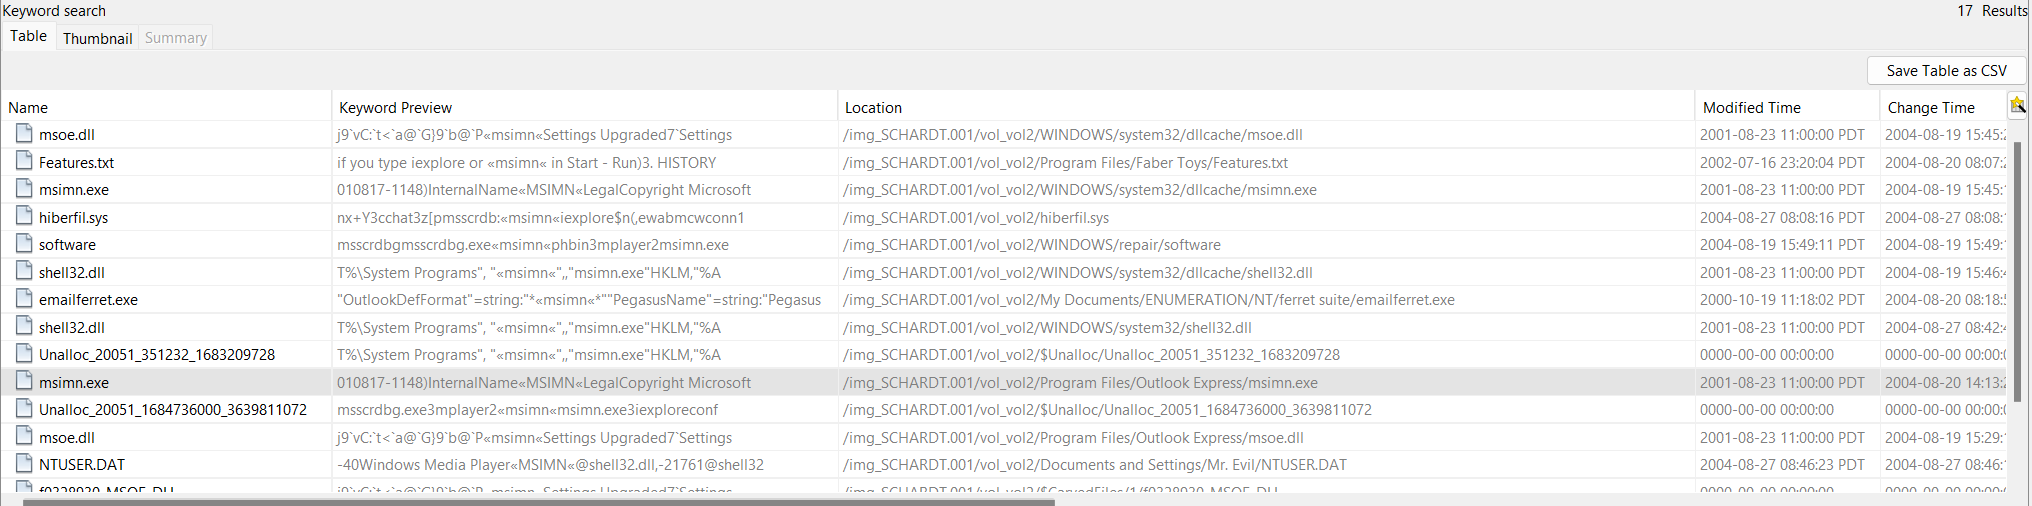 Keyword search 17 Results
Table Thumbnail Summary
Save Table as CSV
Name Keyword Preview Location Modified Time Change Time
msoe.dll j9`vC:`t<`a@`G}9`b@`P«msimn«Settings Upgraded7`Settings /img_SCHARDT.001/vol_vol2/WINDOWS/system32/dllcache/msoe.dll 2001-08-23 11:00:00 PDT 2004-08-19 15:45:2
Features.txt if you type iexplore or «msimn« in Start - Run)3. HISTORY /img_SCHARDT.001/vol_vol2/Program Files/Faber Toys/Features.txt 2002-07-16 23:20:04 PDT 2004-08-20 08:07:2
msimn.exe 010817-1148)InternalName«MSIMN«LegalCopyright Microsoft /img_SCHARDT.001/vol_vol2/WINDOWS/system32/dllcache/msimn.exe 2001-08-23 11:00:00 PDT 2004-08-19 15:45:
hiberfil.sys nx+Y3cchat3z[pmsscrdb:«msimn«iexplore$n(,ewabmcwconn1 /img_SCHARDT.001/vol_vol2/hiberfil.sys 2004-08-27 08:08:16 PDT 2004-08-27 08:08:
software msscrdbgmsscrdbg.exe«msimn«phbin3mplayer2msimn.exe /img_SCHARDT.001/vol_vol2/WINDOWS/repair/software 2004-08-19 15:49:11 PDT 2004-08-19 15:49:
shell32.dll T%\System Programs", "«msimn«",,"msimn.exe"HKLM,"%A /img_SCHARDT.001/vol_vol2/WINDOWS/system32/dllcache/shell32.dll 2001-08-23 11:00:00 PDT 2004-08-19 15:46:4
emailferret.exe "OutlookDefFormat"=string:"*«msimn«*""PegasusName"=string:"Pegasus /img_SCHARDT.001/vol_vol2/My Documents/ENUMERATION/NT/ferret suite/emailferret.exe 2000-10-19 11:18:02 PDT 2004-08-20 08:18:5
shell32.dll T%\System Programs", "«msimn«",,"msimn.exe"HKLM,"%A /img_SCHARDT.001/vol_vol2/WINDOWS/system32/shell32.dll 2001-08-23 11:00:00 PDT 2004-08-27 08:42:4
Unalloc_20051_351232_1683209728 T%\System Programs", "«msimn«",,"msimn.exe"HKLM,"%A /img_SCHARDT.001/vol_vol2/$Unalloc/Unalloc_20051_351232_1683209728 0000-00-00 00:00:00 0000-00-00 00:00:0
msimn.exe 010817-1148)InternalName«MSIMN«LegalCopyright Microsoft /img_SCHARDT.001/vol_vol2/Program Files/Outlook Express/msimn.exe 2001-08-23 11:00:00 PDT 2004-08-20 14:13:2
Unalloc_20051_1684736000_3639811072 msscrdbg.exe3mplayer2«msimn«msimn.exe3iexploreconf /img_SCHARDT.001/vol_vol2/$Unalloc/Unalloc_20051_1684736000_3639811072 0000-00-00 00:00:00 0000-00-00 00:00:0
msoe.dll j9`vC:`t<`a@`G}9`b@`P«msimn«Settings Upgraded7`Settings /img_SCHARDT.001/vol_vol2/Program Files/Outlook Express/msoe.dll 2001-08-23 11:00:00 PDT 2004-08-19 15:29:
NTUSER.DAT -40Windows Media Player«MSIMN«@shell32.dll,-21761@shell32 /img_SCHARDT.001/vol_vol2/Documents and Settings/Mr. Evil/NTUSER.DAT 2004-08-27 08:46:23 PDT 2004-08-27 08:46: